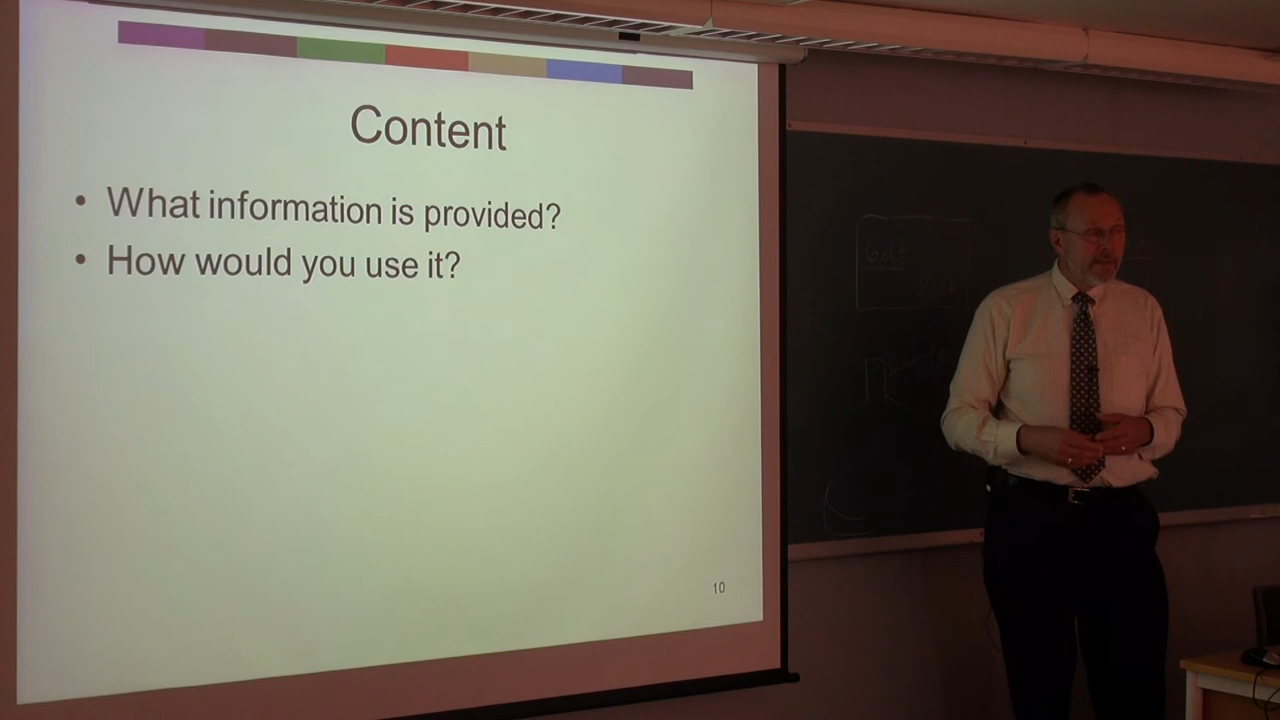 Content
• What information is provided?
• How would you use it?
10